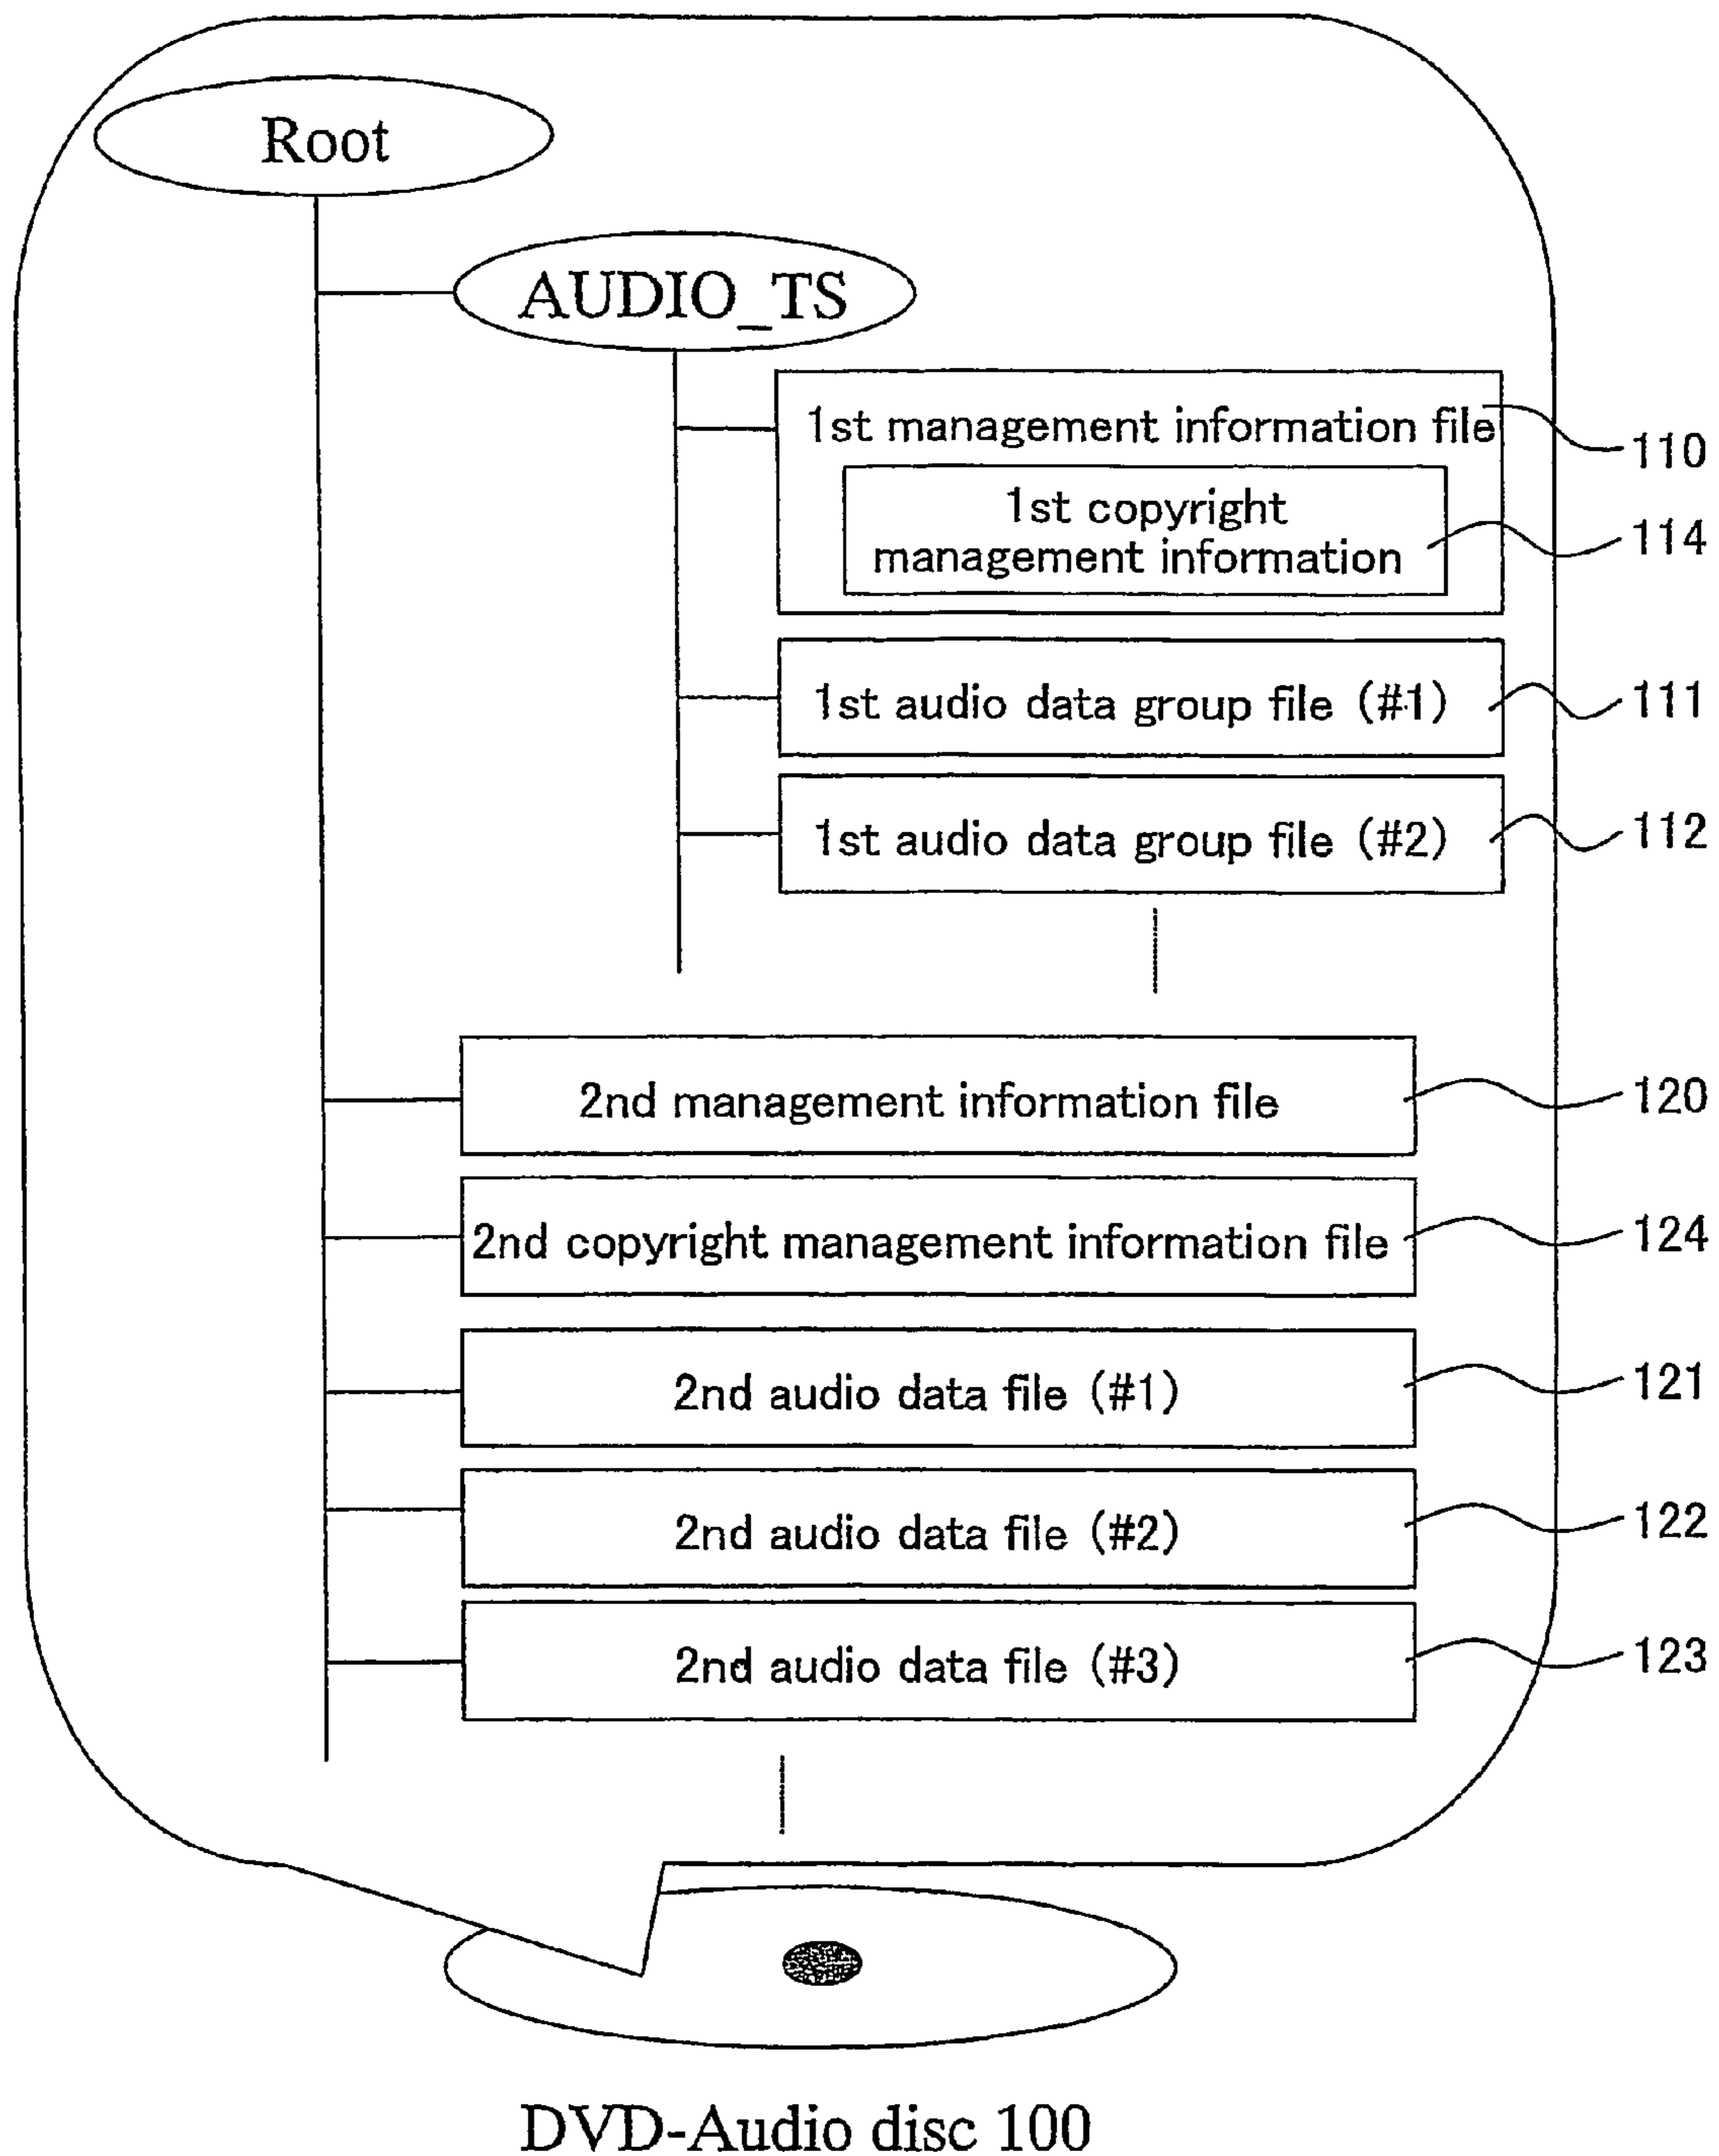 Root
AUDIO_TS
1st management information file
110
1st copyright
management information
114
1st audio data group file (#1)
111
1st audio data group file (#2)
112
2nd management information file
120
2nd copyright management information file
124
2nd audio data file (#1)
121
2nd audio data file (#2)
122
2nd audio data file (#3)
123
DVD-Audio disc 100